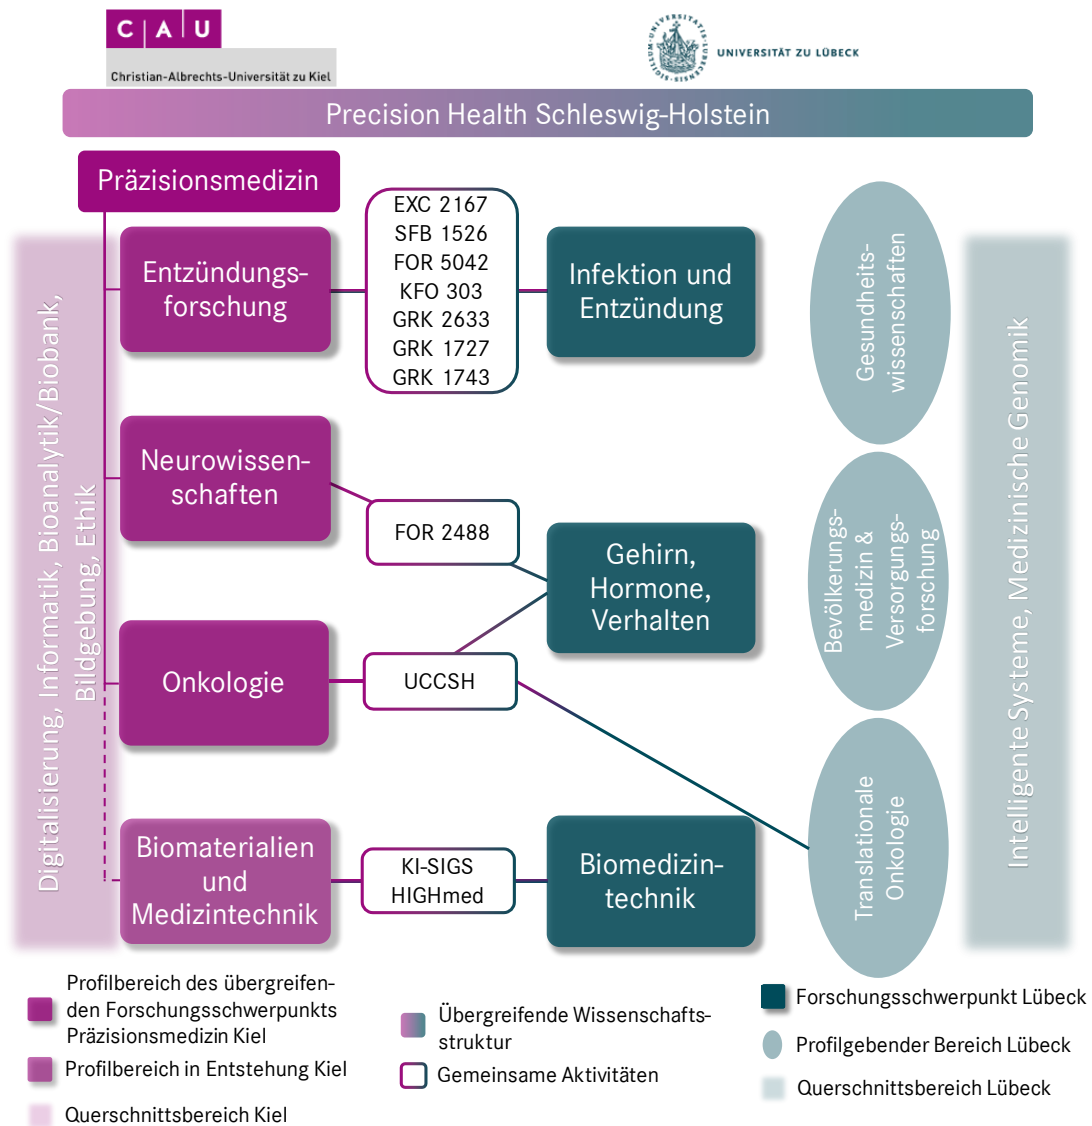 C A U
Christian-Albrechts-Universität zu Kiel
SIGILLUM·UNIVERSITATIS·LUBECENSIS
UNIVERSITÄT ZU LÜBECK
Precision Health Schleswig-Holstein
Präzisionsmedizin
Digitalisierung, Informatik, Bioanalytik/Biobank,
Bildgebung, Ethik
Entzündungs-
forschung
EXC 2167
SFB 1526
FOR 5042
KFO 303
GRK 2633
GRK 1727
GRK 1743
Infektion und
Entzündung
Gesundheits-
wissenschaften
Neurowissen-
schaften
FOR 2488
Gehirn,
Hormone,
Verhalten
Bevölkerungs-
medizin &
Versorgungs-
forschung
Onkologie
UCCSH
Translationale
Onkologie
Biomaterialien
und
Medizintechnik
KI-SIGS
HIGHmed
Biomedizin-
technik
Intelligente Systeme, Medizinische Genomik
Profilbereich des übergreifen-
den Forschungsschwerpunkts
Präzisionsmedizin Kiel
Profilbereich in Entstehung Kiel
Querschnittsbereich Kiel
Übergreifende Wissenschafts-
struktur
Gemeinsame Aktivitäten
Forschungsschwerpunkt Lübeck
Profilgebender Bereich Lübeck
Querschnittsbereich Lübeck